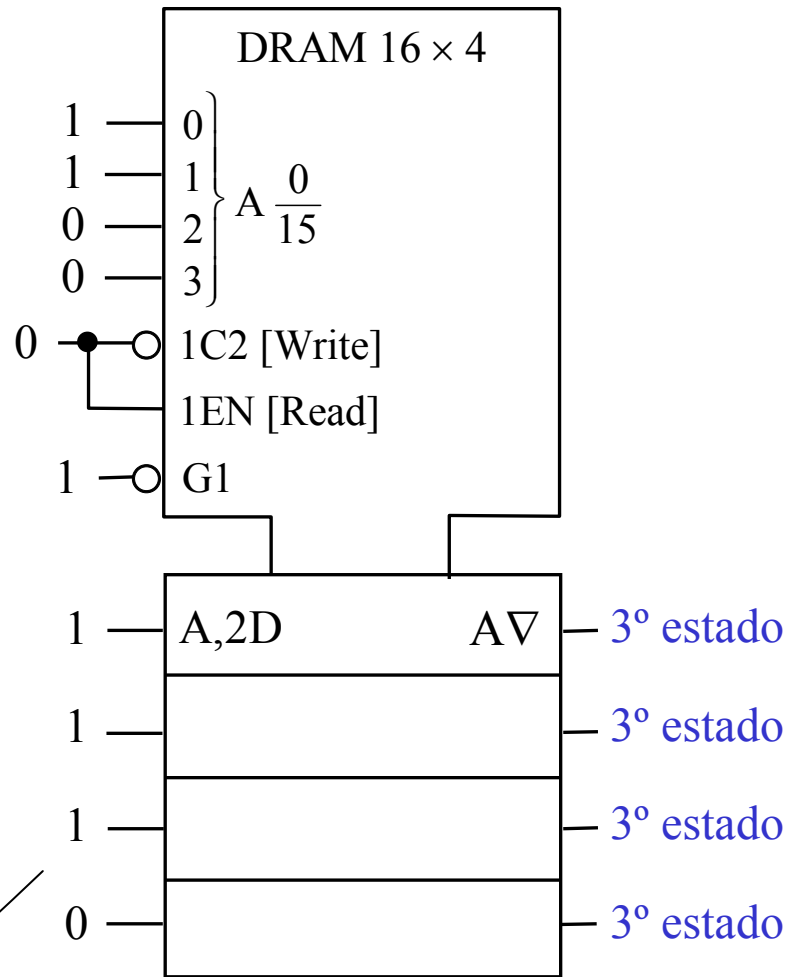 DRAM 16 × 4
1 0
1 1
0 2
0 3
A 0
15
0 1C2 [Write]
1EN [Read]
1 G1
1 A,2D A∇ 3º estado
1 3º estado
1 3º estado
0 3º estado